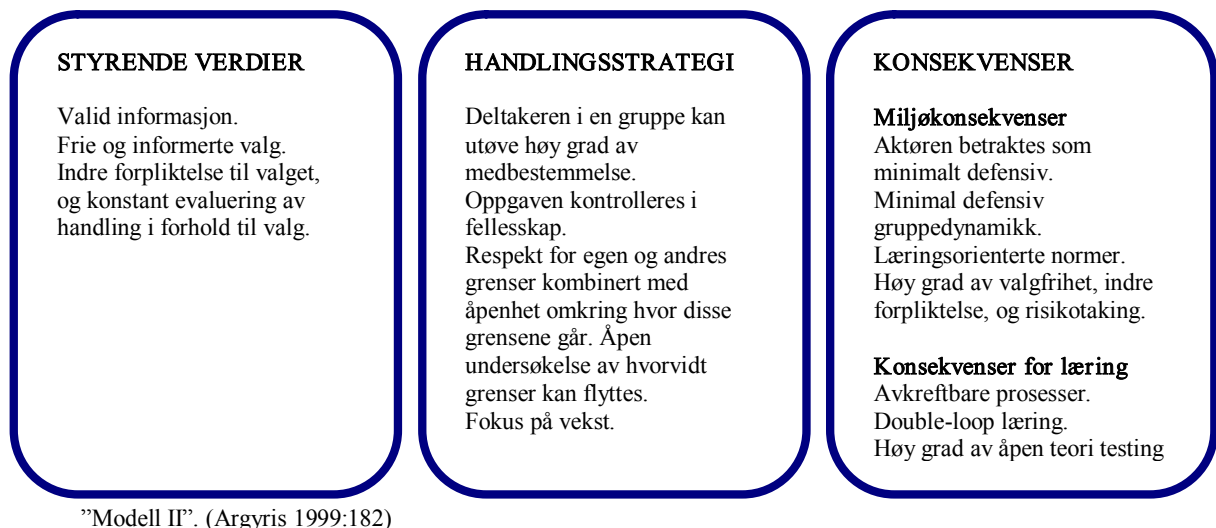 STYRENDE VERDIER
Valid informasjon.
Frie og informerte valg.
Indre forpliktelse til valget,
og konstant evaluering av
handling i forhold til valg.
HANDLINGSSTRATEGI
Deltakeren i en gruppe kan
utøve høy grad av
medbestemmelse.
Oppgaven kontrolleres i
fellesskap.
Respekt for egen og andres
grenser kombinert med
åpenhet omkring hvor disse
grensene går. Åpen
undersøkelse av hvorvidt
grenser kan flyttes.
Fokus på vekst.
KONSEKVENSER
Miljøkonsekvenser
Aktøren betraktes som
minimalt defensiv.
Minimal defensiv
gruppedynamikk.
Læringsorienterte normer.
Høy grad av valgfrihet, indre
forpliktelse, og risikotaking.
Konsekvenser for læring
Avkreftbare prosesser.
Double-loop læring.
Høy grad av åpen teori testing
”Modell II”. (Argyris 1999:182)